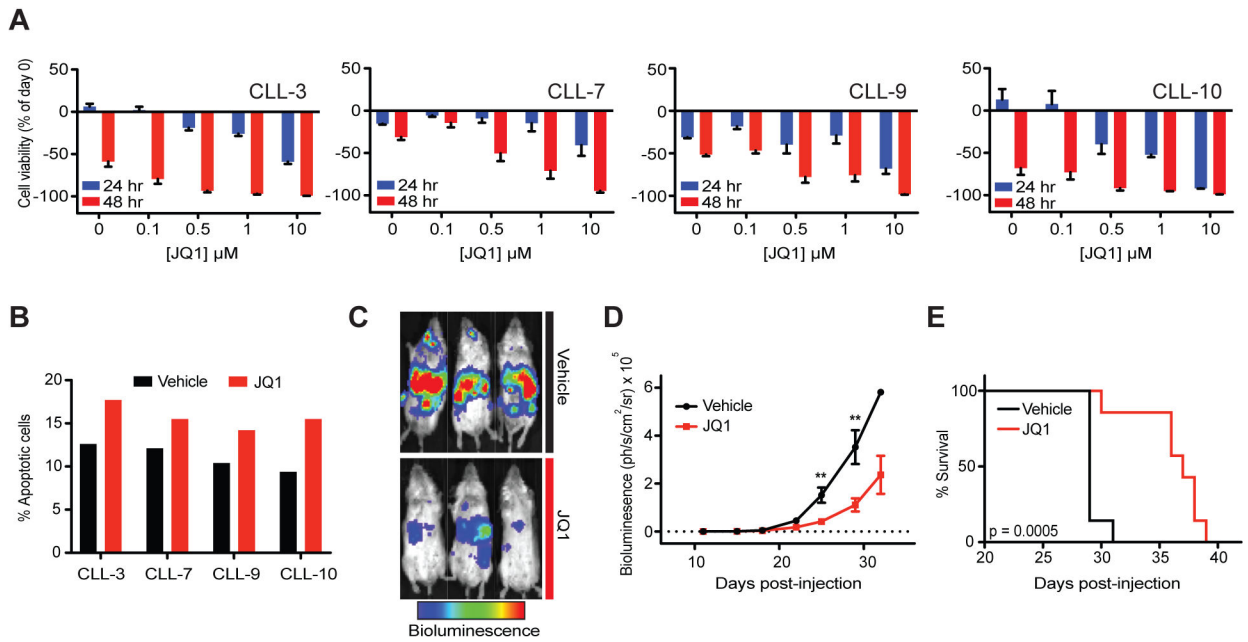 A
Cell viability (% of day 0)
50
0
-50
-100
CLL-3
24 hr
48 hr
0 0.1 0.5 1 10
[JQ1] µM
50
0
-50
-100
CLL-7
24 hr
48 hr
0 0.1 0.5 1 10
[JQ1] µM
50
0
-50
-100
CLL-9
24 hr
48 hr
0 0.1 0.5 1 10
[JQ1] µM
50
0
-50
-100
CLL-10
24 hr
48 hr
0 0.1 0.5 1 10
[JQ1] µM
B
% Apoptotic cells
Vehicle JQ1
20
15
10
5
0
CLL-3 CLL-7 CLL-9 CLL-10
C
Vehicle
JQ1
Bioluminescence
D
Bioluminesence (ph/s/cm²/sr) x 10⁵
6
4
2
0
Vehicle
JQ1
**
**
10 20 30
Days post-injection
E
% Survival
100
50
0
Vehicle
JQ1
p = 0.0005
20 25 30 35 40
Days post-injection